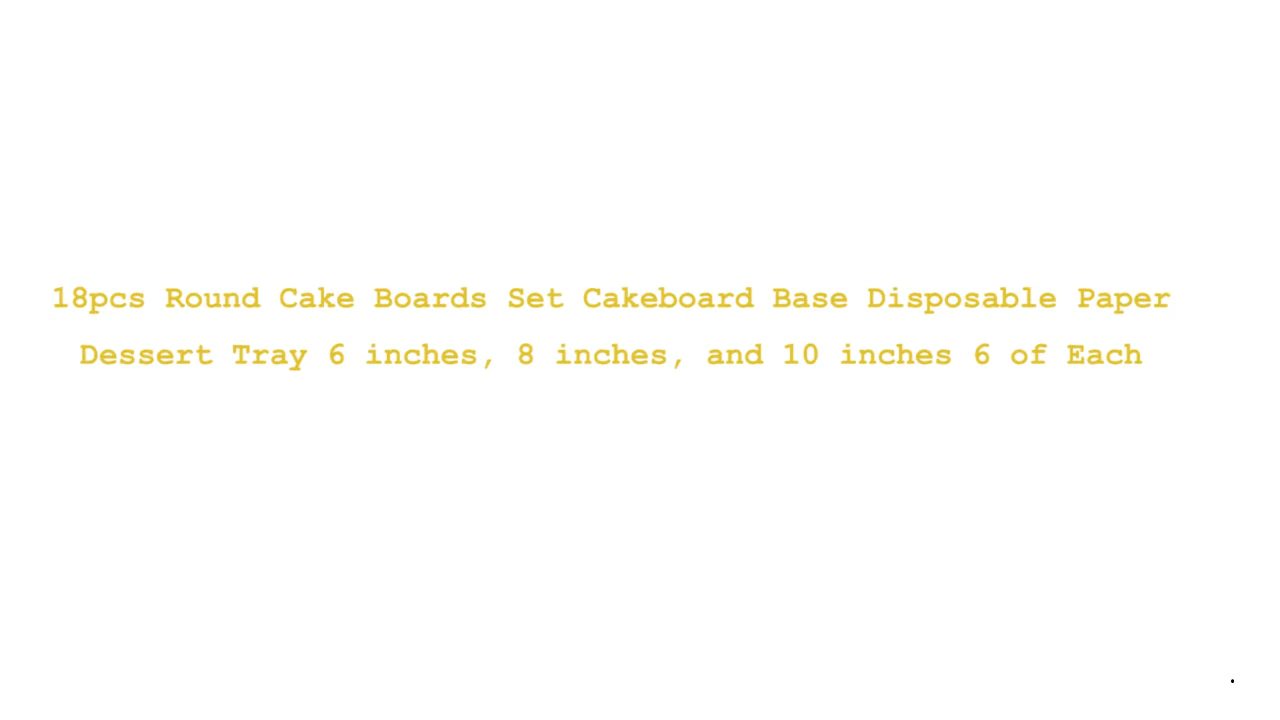 18pcs Round Cake Boards Set Cakeboard Base Disposable Paper
Dessert Tray 6 inches, 8 inches, and 10 inches 6 of Each
.